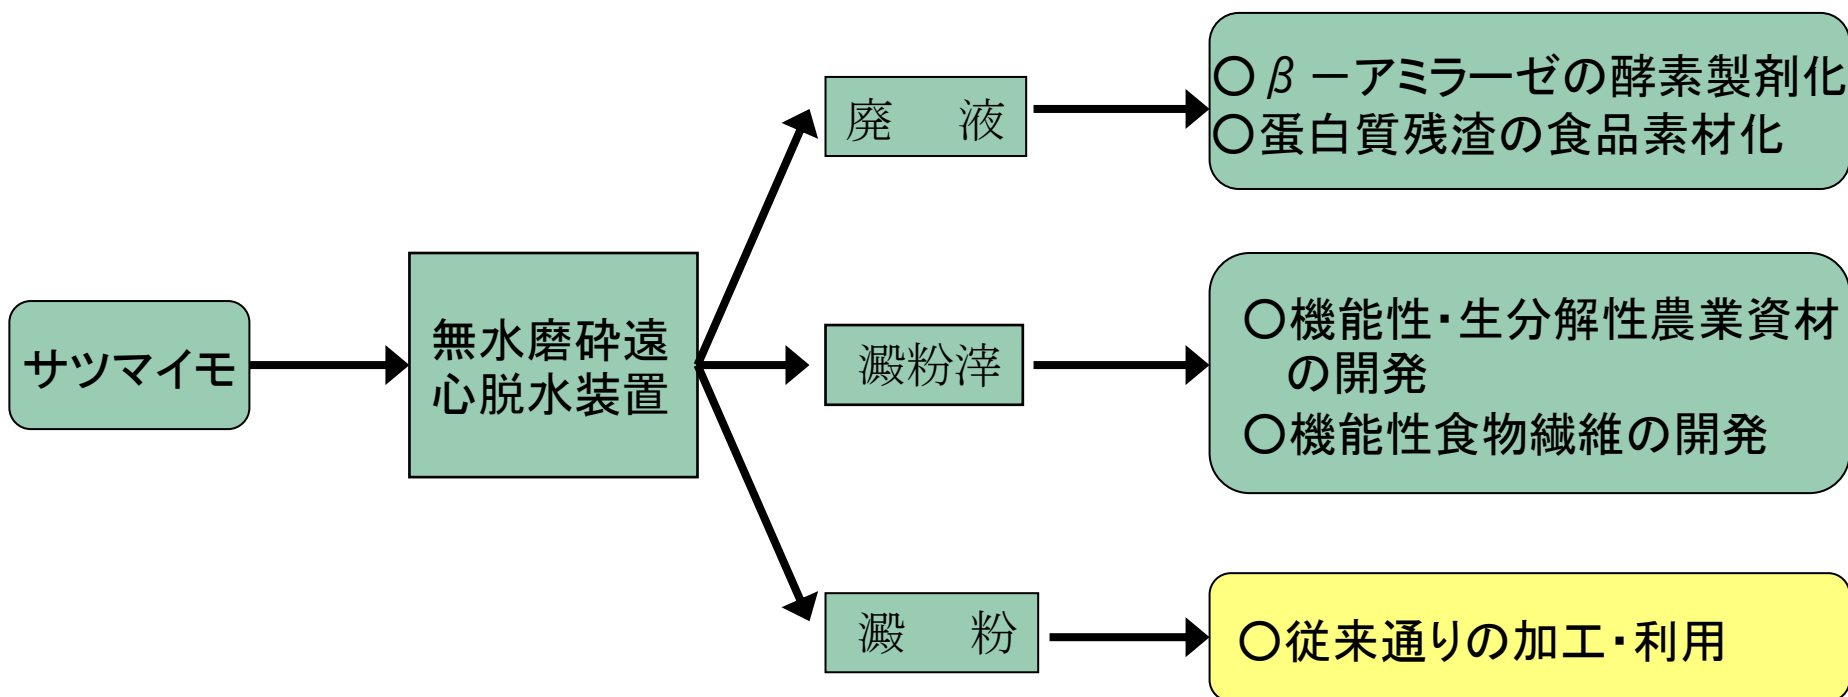 サツマイモ
無水磨砕遠
心脱水装置
廃 液
○β－アミラーゼの酵素製剤化
○蛋白質残渣の食品素材化
澱粉滓
○機能性・生分解性農業資材
の開発
○機能性食物繊維の開発
澱 粉
○従来通りの加工・利用